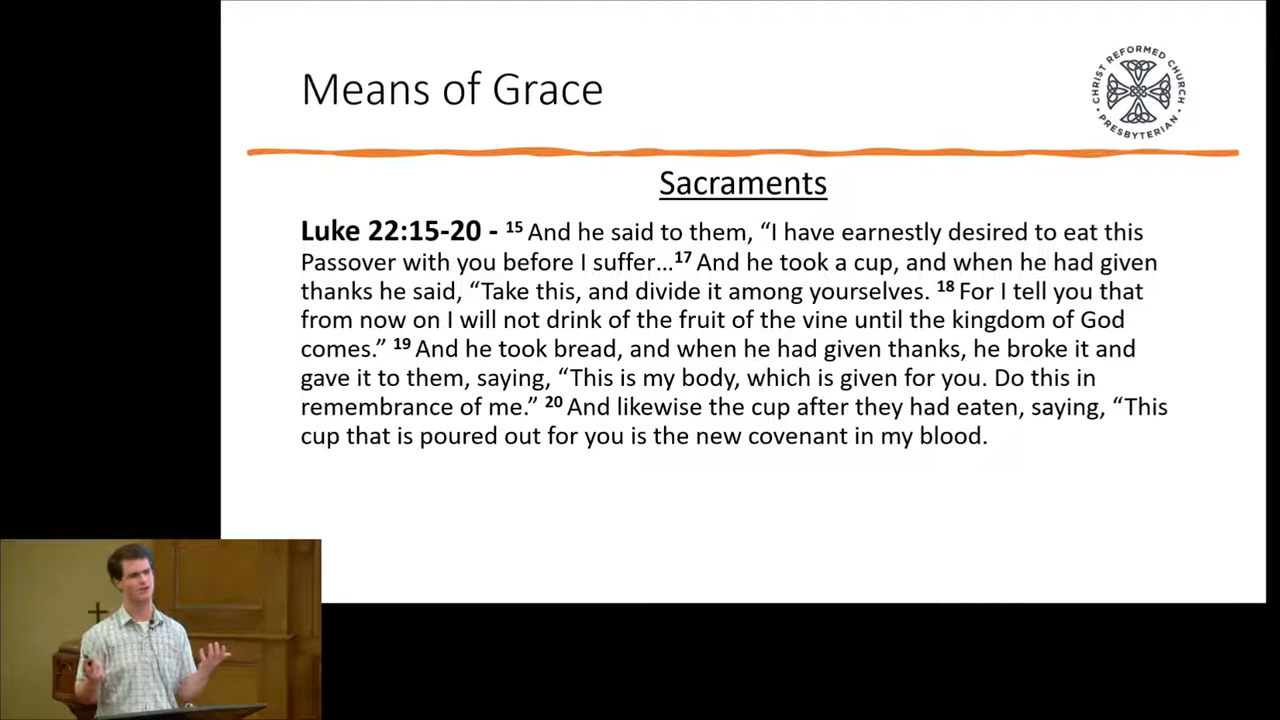 Means of Grace
CHRIST REFORMED CHURCH
• PRESBYTERIAN •
Sacraments
Luke 22:15-20 - 15 And he said to them, “I have earnestly desired to eat this
Passover with you before I suffer…17 And he took a cup, and when he had given
thanks he said, “Take this, and divide it among yourselves. 18 For I tell you that
from now on I will not drink of the fruit of the vine until the kingdom of God
comes.” 19 And he took bread, and when he had given thanks, he broke it and
gave it to them, saying, “This is my body, which is given for you. Do this in
remembrance of me.” 20 And likewise the cup after they had eaten, saying, “This
cup that is poured out for you is the new covenant in my blood.